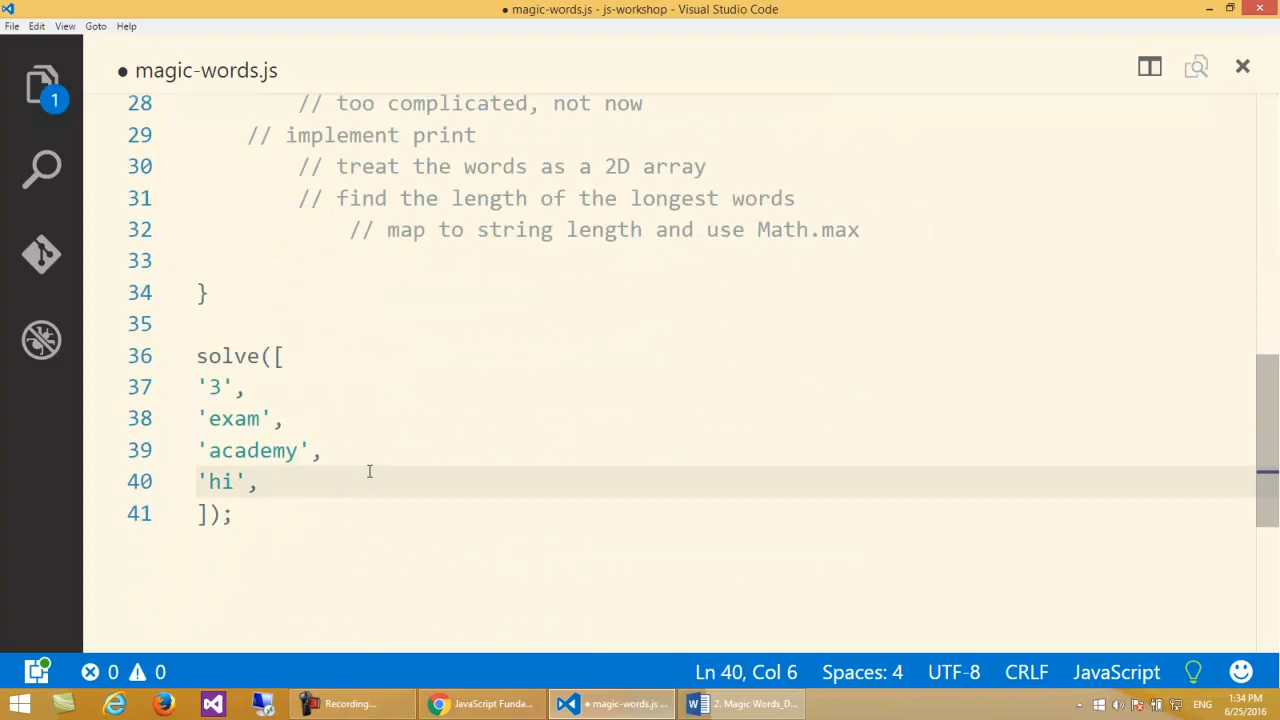 ● magic-words.js - js-workshop - Visual Studio Code
File Edit View Goto Help
1
● magic-words.js
28 // too complicated, not now
29 // implement print
30 // treat the words as a 2D array
31 // find the length of the longest words
32 // map to string length and use Math.max
33
34 }
35
36 solve([
37 '3',
38 'exam',
39 'academy',
40 'hi',
41 ]);
0 0 Ln 40, Col 6 Spaces: 4 UTF-8 CRLF JavaScript
Recording... JavaScript Funda... ● magic-words.js ... 2. Magic Words_D... ENG 1:34 PM
6/25/2016